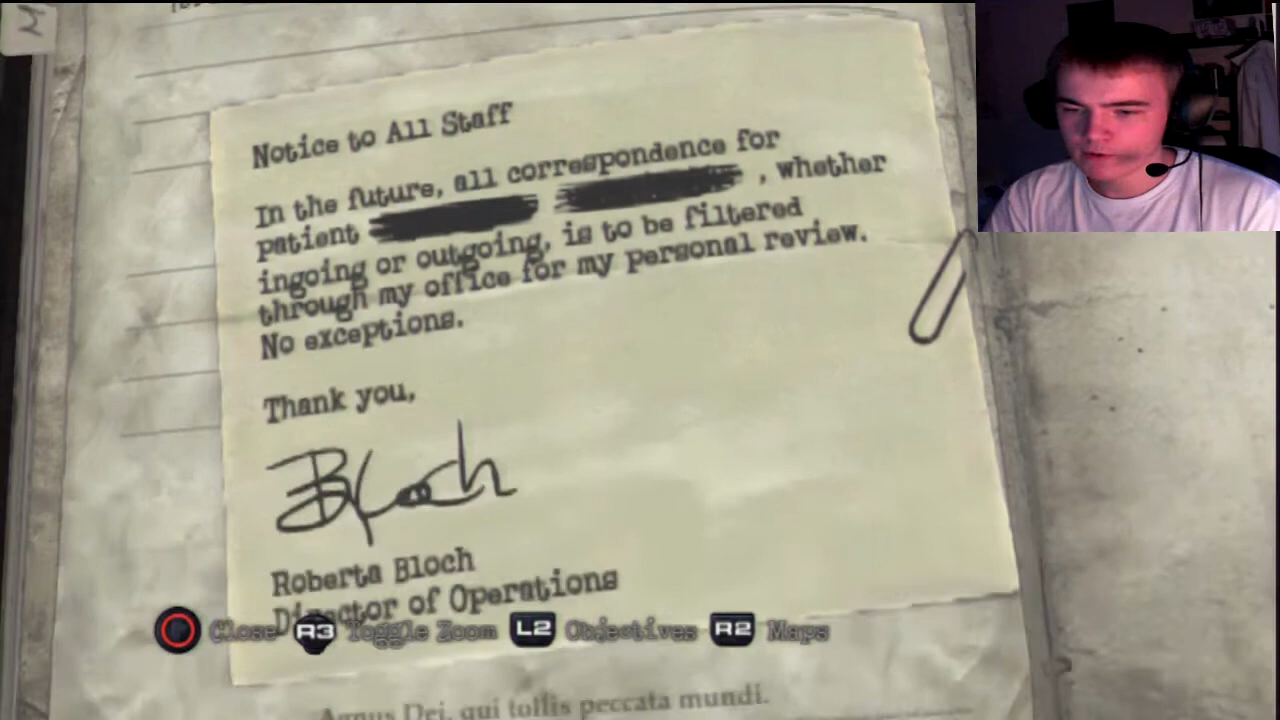 Notice to All Staff
In the future, all correspondence for
patient , whether
ingoing or outgoing, is to be filtered
through my office for my personal review.
No exceptions.
Thank you,
Bloch
Roberta Bloch
Director of Operations
Close R3 Toggle Zoom L2 Objectives R2 Maps
Agnus Dei, qui tollis peccata mundi.